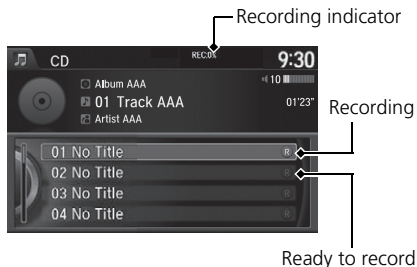 Recording indicator
CD REC:0% 9:30
Album AAA
10
01 Track AAA 01'23"
Artist AAA
Recording
01 No Title R
02 No Title R
03 No Title R
04 No Title R
Ready to record